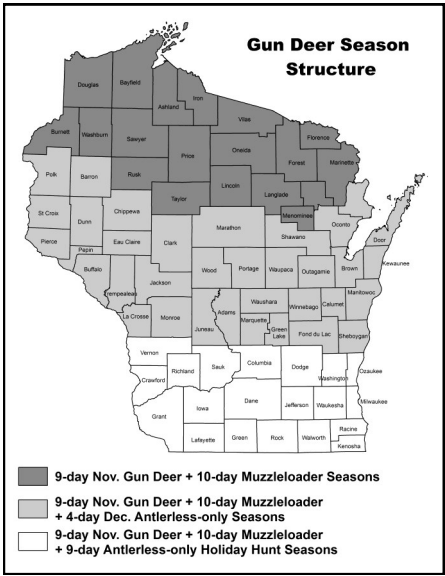 Gun Deer Season
Structure
Douglas
Bayfield
Iron
Ashland
Vilas
Burnett
Washburn
Sawyer
Florence
Oneida
Price
Forest
Marinette
Polk
Barron
Rusk
Lincoln
Langlade
Taylor
St Croix
Chippewa
Menominee
Dunn
Marathon
Oconto
Pierce
Eau Claire
Clark
Shawano
Door
Pepin
Buffalo
Wood
Portage
Waupaca
Outagamie
Brown
Kewaunee
Trempealeau
Jackson
Waushara
Winnebago
Calumet
Manitowoc
La Crosse
Monroe
Juneau
Adams
Marquette
Green
Lake
Fond du Lac
Sheboygan
Vernon
Columbia
Dodge
Washington
Ozaukee
Crawford
Richland
Sauk
Dane
Jefferson
Waukesha
Milwaukee
Grant
Iowa
Lafayette
Green
Rock
Walworth
Racine
Kenosha
9-day Nov. Gun Deer + 10-day Muzzleloader Seasons
9-day Nov. Gun Deer + 10-day Muzzleloader
+ 4-day Dec. Antlerless-only Seasons
9-day Nov. Gun Deer + 10-day Muzzleloader
+ 9-day Antlerless-only Holiday Hunt Seasons